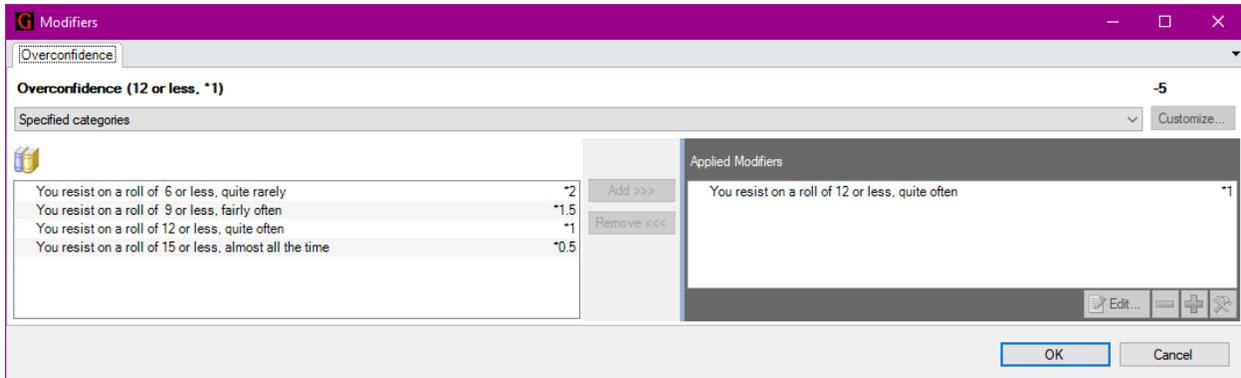 G Modifiers
Overconfidence
Overconfidence (12 or less, *1) -5
Specified categories Customize...
Applied Modifiers
You resist on a roll of 6 or less, quite rarely *2
You resist on a roll of 9 or less, fairly often *1.5
You resist on a roll of 12 or less, quite often *1
You resist on a roll of 15 or less, almost all the time *0.5
Add >>>
Remove <<<
You resist on a roll of 12 or less, quite often *1
Edit...
OK Cancel